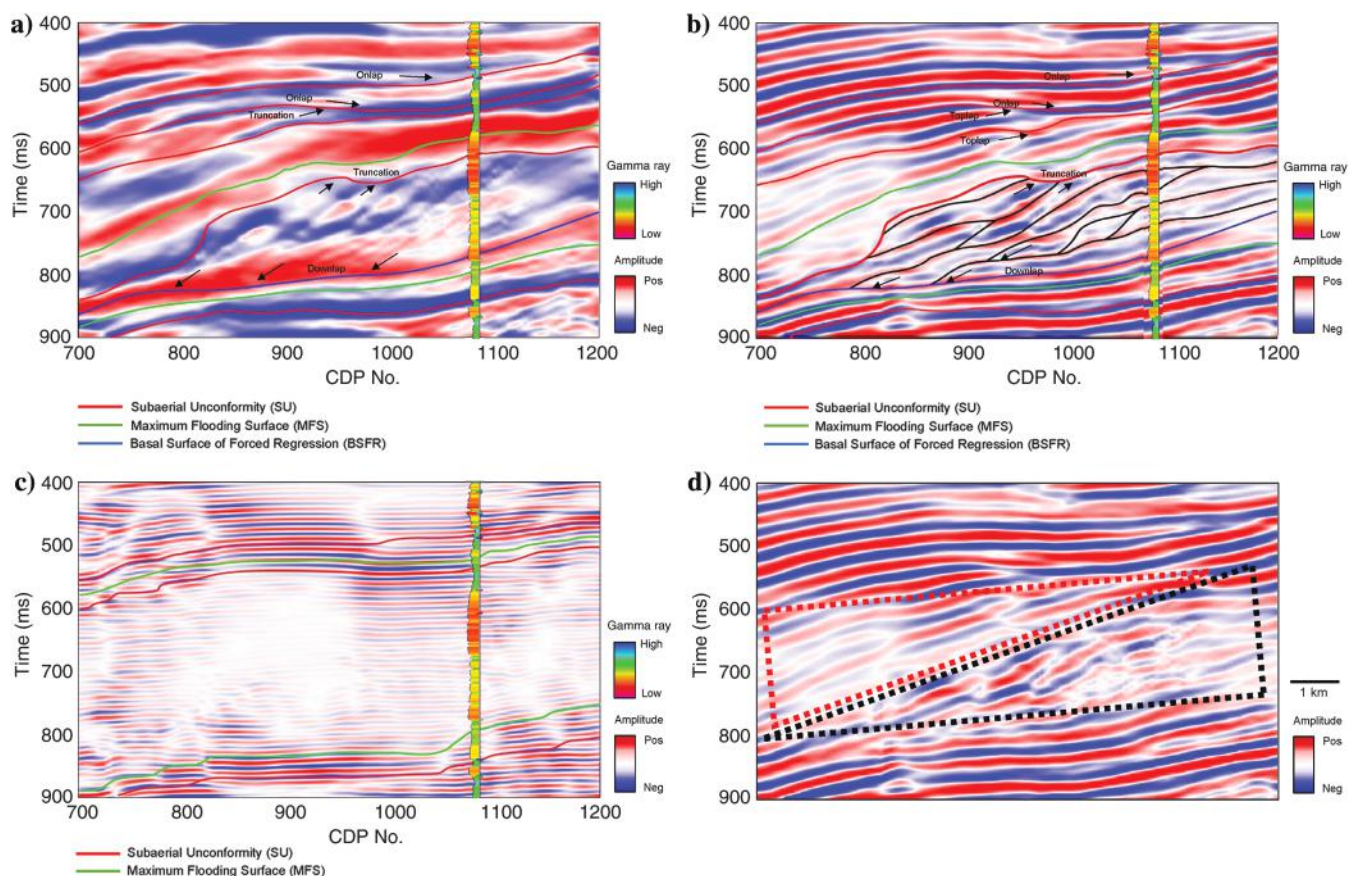 a)
400
500
600
700
800
900
Time (ms)
Onlap
Onlap
Truncation
Truncation
Downlap
700 800 900 1000 1100 1200
CDP No.
Gamma ray
High
Low
Amplitude
Pos
Neg
Subaerial Unconformity (SU)
Maximum Flooding Surface (MFS)
Basal Surface of Forced Regression (BSFR)
b)
400
500
600
700
800
900
Time (ms)
Onlap
Onlap
Toplap
Toplap
Truncation
Downlap
700 800 900 1000 1100 1200
CDP No.
Gamma ray
High
Low
Amplitude
Pos
Neg
Subaerial Unconformity (SU)
Maximum Flooding Surface (MFS)
Basal Surface of Forced Regression (BSFR)
c)
400
500
600
700
800
900
Time (ms)
700 800 900 1000 1100 1200
CDP No.
Gamma ray
High
Low
Amplitude
Pos
Neg
Subaerial Unconformity (SU)
Maximum Flooding Surface (MFS)
d)
400
500
600
700
800
900
Time (ms)
1 km
Amplitude
Pos
Neg